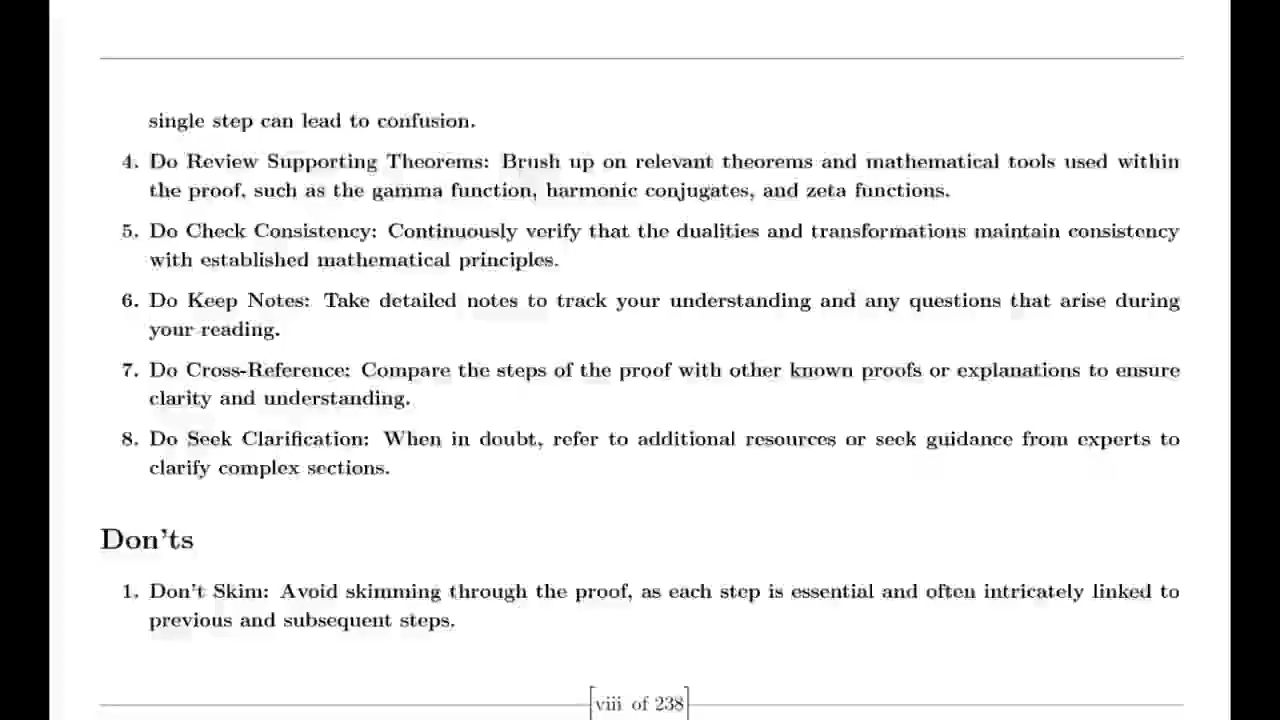 single step can lead to confusion.
4. Do Review Supporting Theorems: Brush up on relevant theorems and mathematical tools used within
the proof, such as the gamma function, harmonic conjugates, and zeta functions.
5. Do Check Consistency: Continuously verify that the dualities and transformations maintain consistency
with established mathematical principles.
6. Do Keep Notes: Take detailed notes to track your understanding and any questions that arise during
your reading.
7. Do Cross-Reference: Compare the steps of the proof with other known proofs or explanations to ensure
clarity and understanding.
8. Do Seek Clarification: When in doubt, refer to additional resources or seek guidance from experts to
clarify complex sections.
Don'ts
1. Don't Skim: Avoid skimming through the proof, as each step is essential and often intricately linked to
previous and subsequent steps.
[viii of 238]